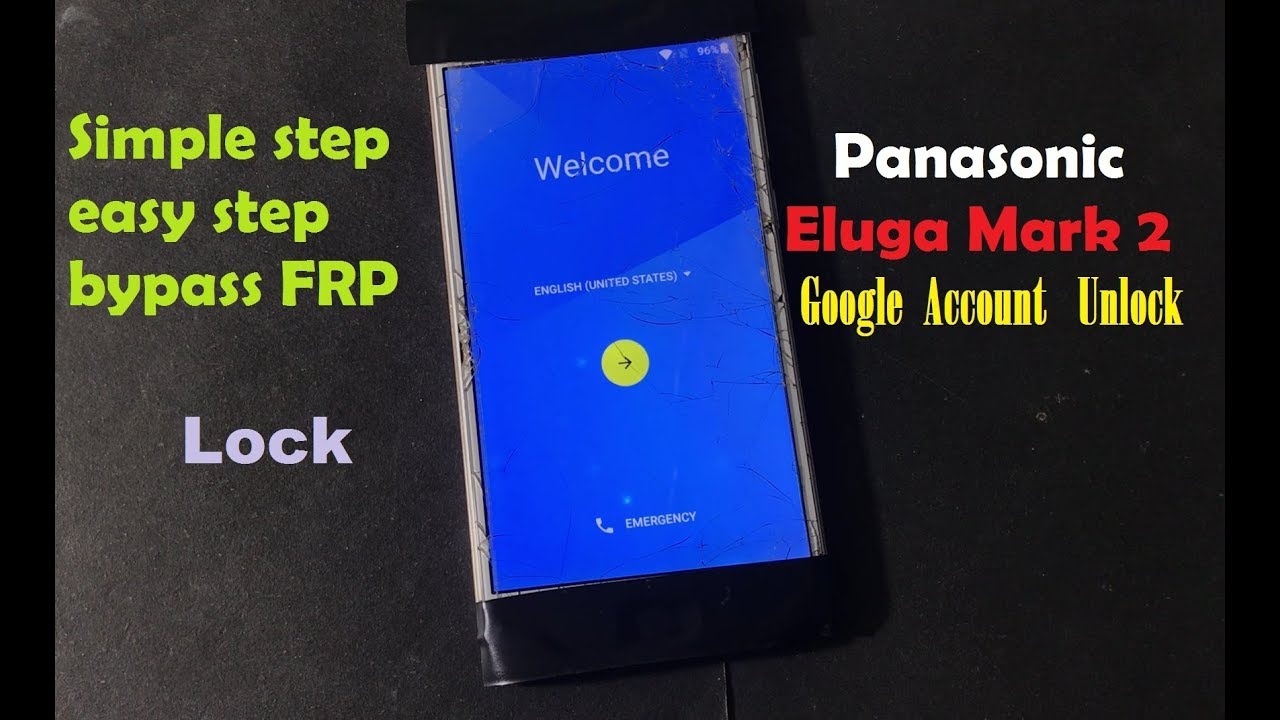 Simple step
easy step
bypass FRP
Lock
Panasonic
Eluga Mark 2
Google Account Unlock
96%
Welcome
ENGLISH (UNITED STATES)
EMERGENCY